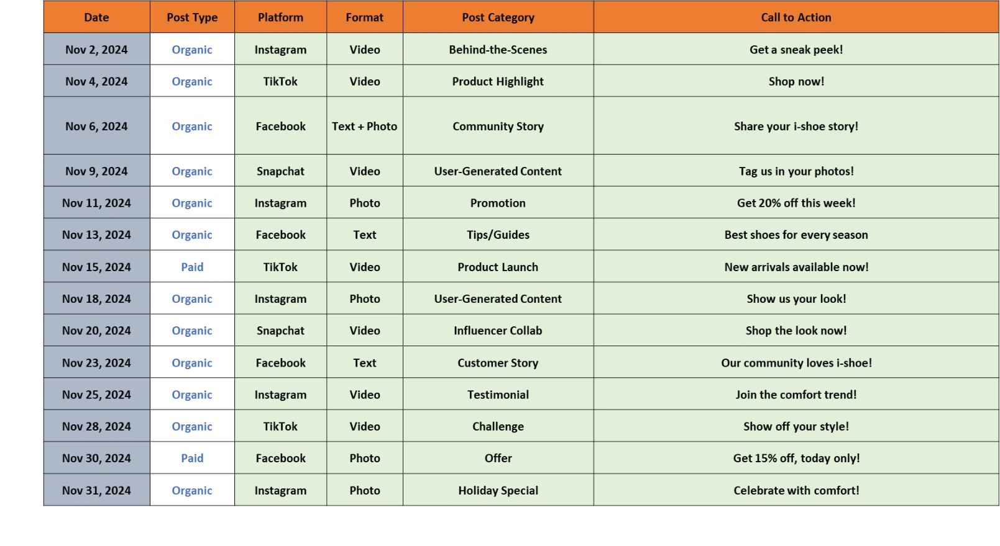 Date Post Type Platform Format Post Category Call to Action
Nov 2, 2024 Organic Instagram Video Behind-the-Scenes Get a sneak peek!
Nov 4, 2024 Organic TikTok Video Product Highlight Shop now!
Nov 6, 2024 Organic Facebook Text + Photo Community Story Share your i-shoe story!
Nov 9, 2024 Organic Snapchat Video User-Generated Content Tag us in your photos!
Nov 11, 2024 Organic Instagram Photo Promotion Get 20% off this week!
Nov 13, 2024 Organic Facebook Text Tips/Guides Best shoes for every season
Nov 15, 2024 Paid TikTok Video Product Launch New arrivals available now!
Nov 18, 2024 Organic Instagram Photo User-Generated Content Show us your look!
Nov 20, 2024 Organic Snapchat Video Influencer Collab Shop the look now!
Nov 23, 2024 Organic Facebook Text Customer Story Our community loves i-shoe!
Nov 25, 2024 Organic Instagram Video Testimonial Join the comfort trend!
Nov 28, 2024 Organic TikTok Video Challenge Show off your style!
Nov 30, 2024 Paid Facebook Photo Offer Get 15% off, today only!
Nov 31, 2024 Organic Instagram Photo Holiday Special Celebrate with comfort!